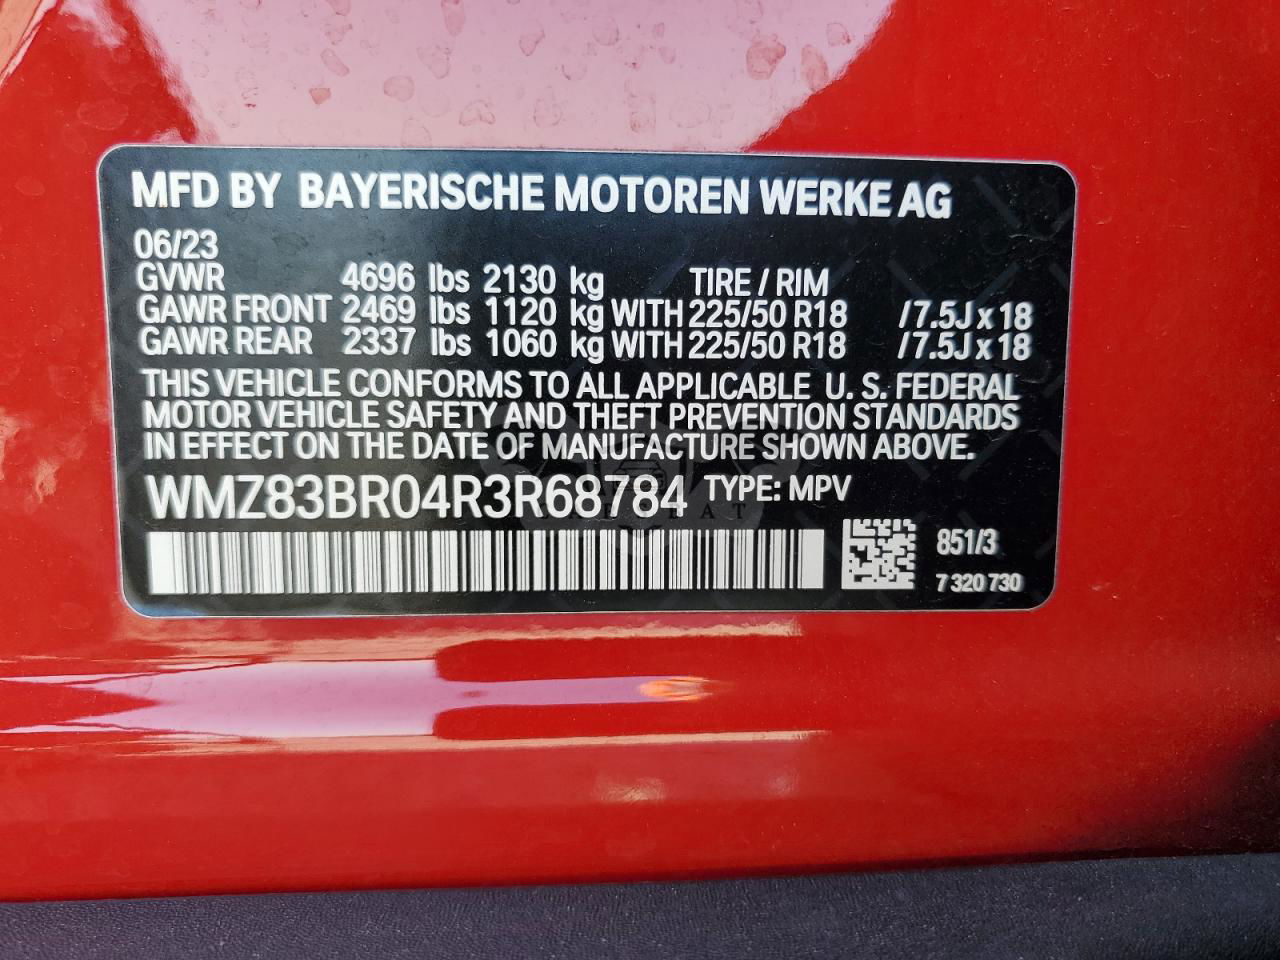 MFD BY BAYERISCHE MOTOREN WERKE AG
06/23
GVWR 4696 lbs 2130 kg TIRE / RIM
GAWR FRONT 2469 lbs 1120 kg WITH 225/50 R18 /7.5J x 18
GAWR REAR 2337 lbs 1060 kg WITH 225/50 R18 /7.5J x 18
THIS VEHICLE CONFORMS TO ALL APPLICABLE U. S. FEDERAL
MOTOR VEHICLE SAFETY AND THEFT PREVENTION STANDARDS
IN EFFECT ON THE DATE OF MANUFACTURE SHOWN ABOVE.
WMZ83BR04R3R68784 TYPE: MPV
851/3
7 320 730